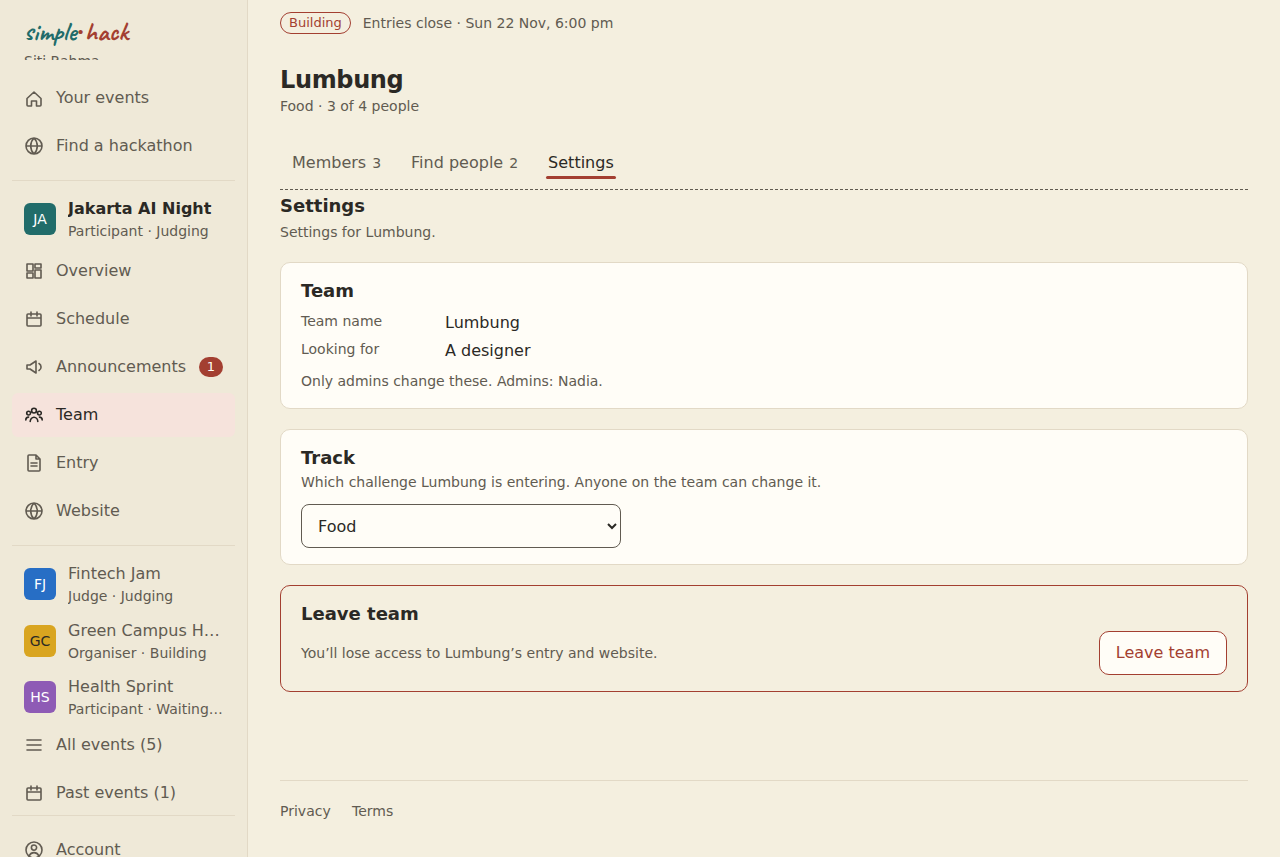 simple·hack
Your events
Find a hackathon
JA
Jakarta AI Night
Participant · Judging
Overview
Schedule
Announcements 1
Team
Entry
Website
FJ
Fintech Jam
Judge · Judging
GC
Green Campus H…
Organiser · Building
HS
Health Sprint
Participant · Waiting…
All events (5)
Past events (1)
Account
Building Entries close · Sun 22 Nov, 6:00 pm
Lumbung
Food · 3 of 4 people
Members 3 Find people 2 Settings
Settings
Settings for Lumbung.
Team
Team name Lumbung
Looking for A designer
Only admins change these. Admins: Nadia.
Track
Which challenge Lumbung is entering. Anyone on the team can change it.
Food
Leave team
You’ll lose access to Lumbung’s entry and website.
Leave team
Privacy Terms